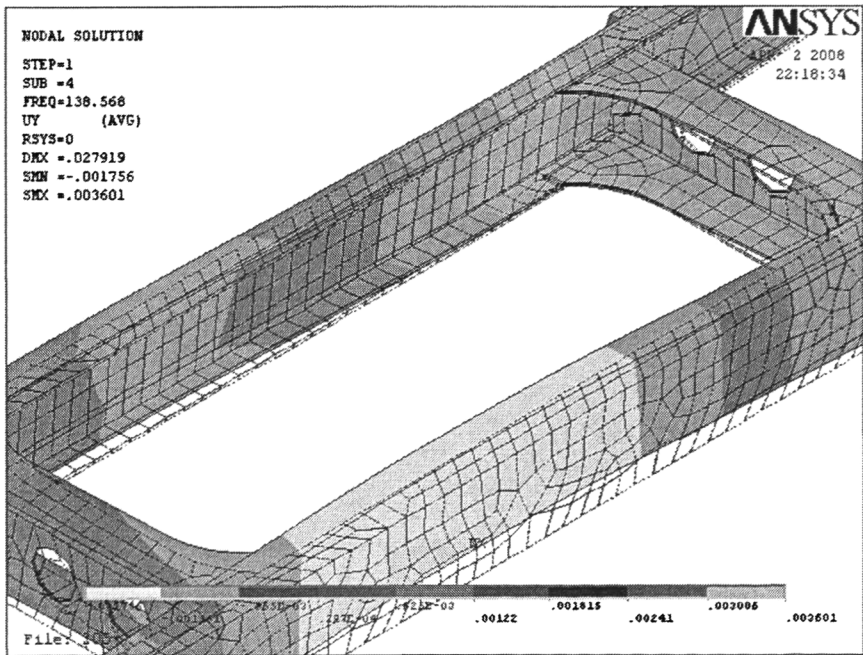 NODAL SOLUTION
ANSYS
STEP=1
SUB =4
FREQ=138.568
UY (AVG)
RSYS=0
DMX =.027919
SMN =-.001756
SMX =.003601
2 2008
22:18:34
.00122
.001815
.00241
.003006
.003601
File: